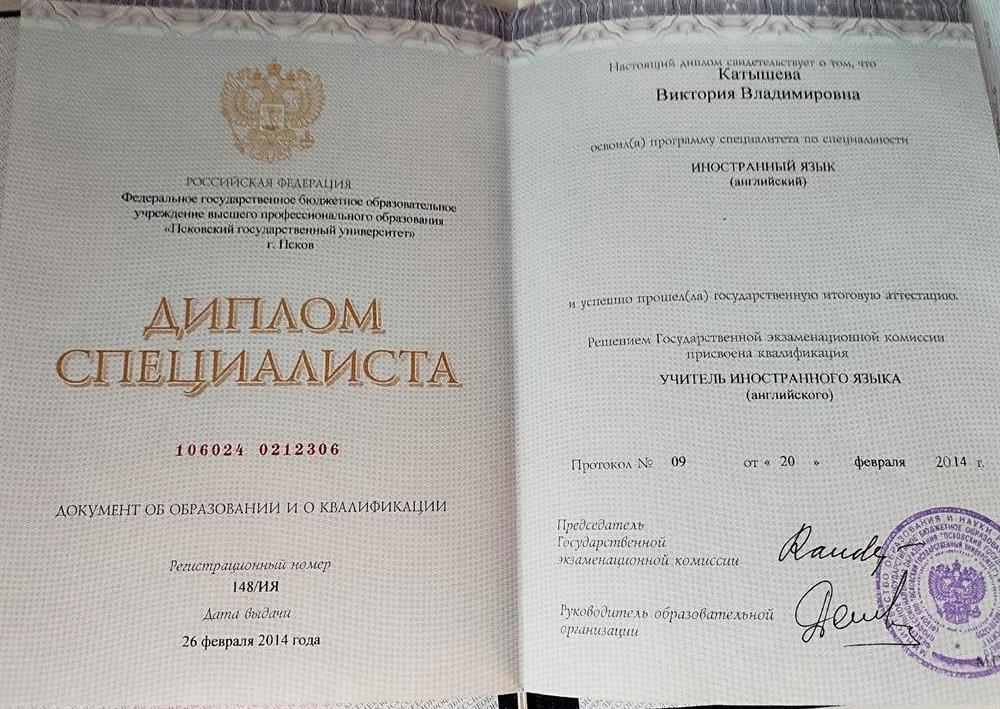 РОССИЙСКАЯ ФЕДЕРАЦИЯ
Федеральное государственное бюджетное образовательное
учреждение высшего профессионального образования
«Псковский государственный университет»
г. Псков
ДИПЛОМ
СПЕЦИАЛИСТА
106024 0212306
ДОКУМЕНТ ОБ ОБРАЗОВАНИИ И О КВАЛИФИКАЦИИ
Регистрационный номер
148/ИЯ
Дата выдачи
26 февраля 2014 года
Настоящий диплом свидетельствует о том, что
Катышева
Виктория Владимировна
освоил(а) программу специалитета по специальности
ИНОСТРАННЫЙ ЯЗЫК
(английский)
и успешно прошел(ла) государственную итоговую аттестацию.
Решением Государственной экзаменационной комиссии
присвоена квалификация
УЧИТЕЛЬ ИНОСТРАННОГО ЯЗЫКА
(английского)
Протокол № 09 от « 20 » февраля 2014 г.
Председатель
Государственной
экзаменационной комиссии
Руководитель образовательной
организации
ОБРАЗОВАНИЯ И НАУКИ